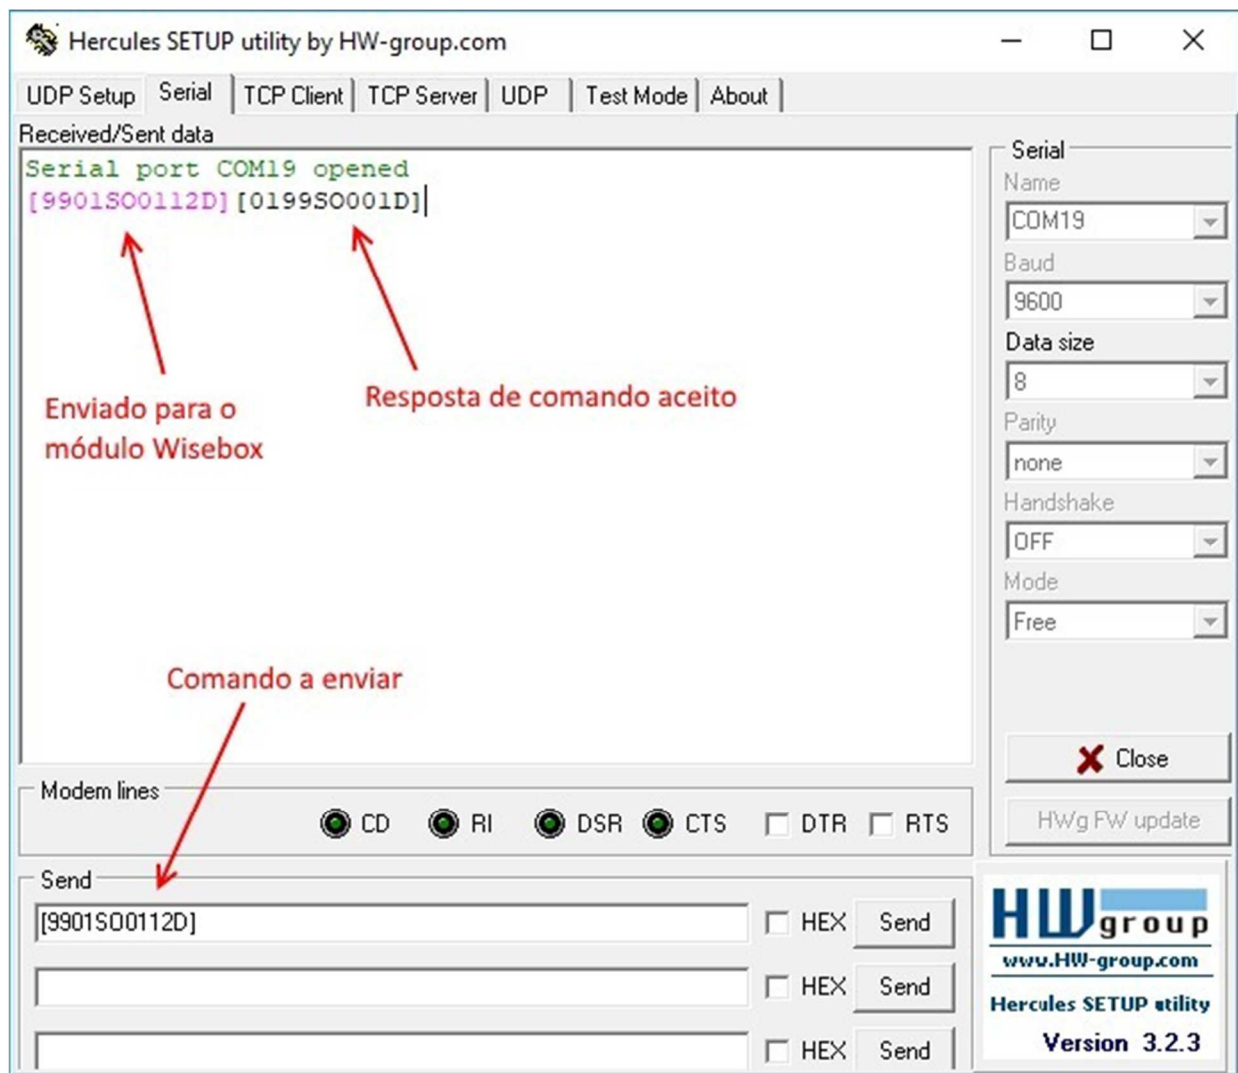 Hercules SETUP utility by HW-group.com
UDP Setup Serial TCP Client TCP Server UDP Test Mode About
Received/Sent data
Serial port COM19 opened
[9901SO0112D][0199SO001D]
Enviado para o
módulo Wisebox
Resposta de comando aceito
Comando a enviar
Serial
Name
COM19
Baud
9600
Data size
8
Parity
none
Handshake
OFF
Mode
Free
Close
HWg FW update
Modem lines
CD RI DSR CTS DTR RTS
Send
[9901SO0112D] HEX Send
HEX Send
HEX Send
HW group
www.HW-group.com
Hercules SETUP utility
Version 3.2.3